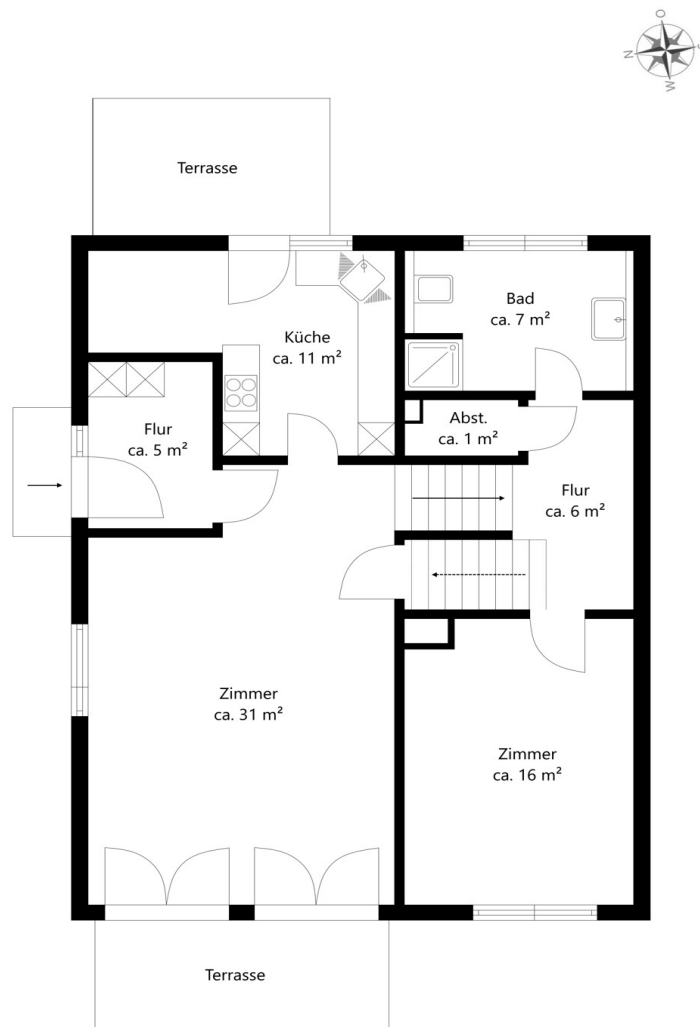 O
N
W
Terrasse
Küche
ca. 11 m²
Bad
ca. 7 m²
Flur
ca. 5 m²
Abst.
ca. 1 m²
Flur
ca. 6 m²
Zimmer
ca. 31 m²
Zimmer
ca. 16 m²
Terrasse